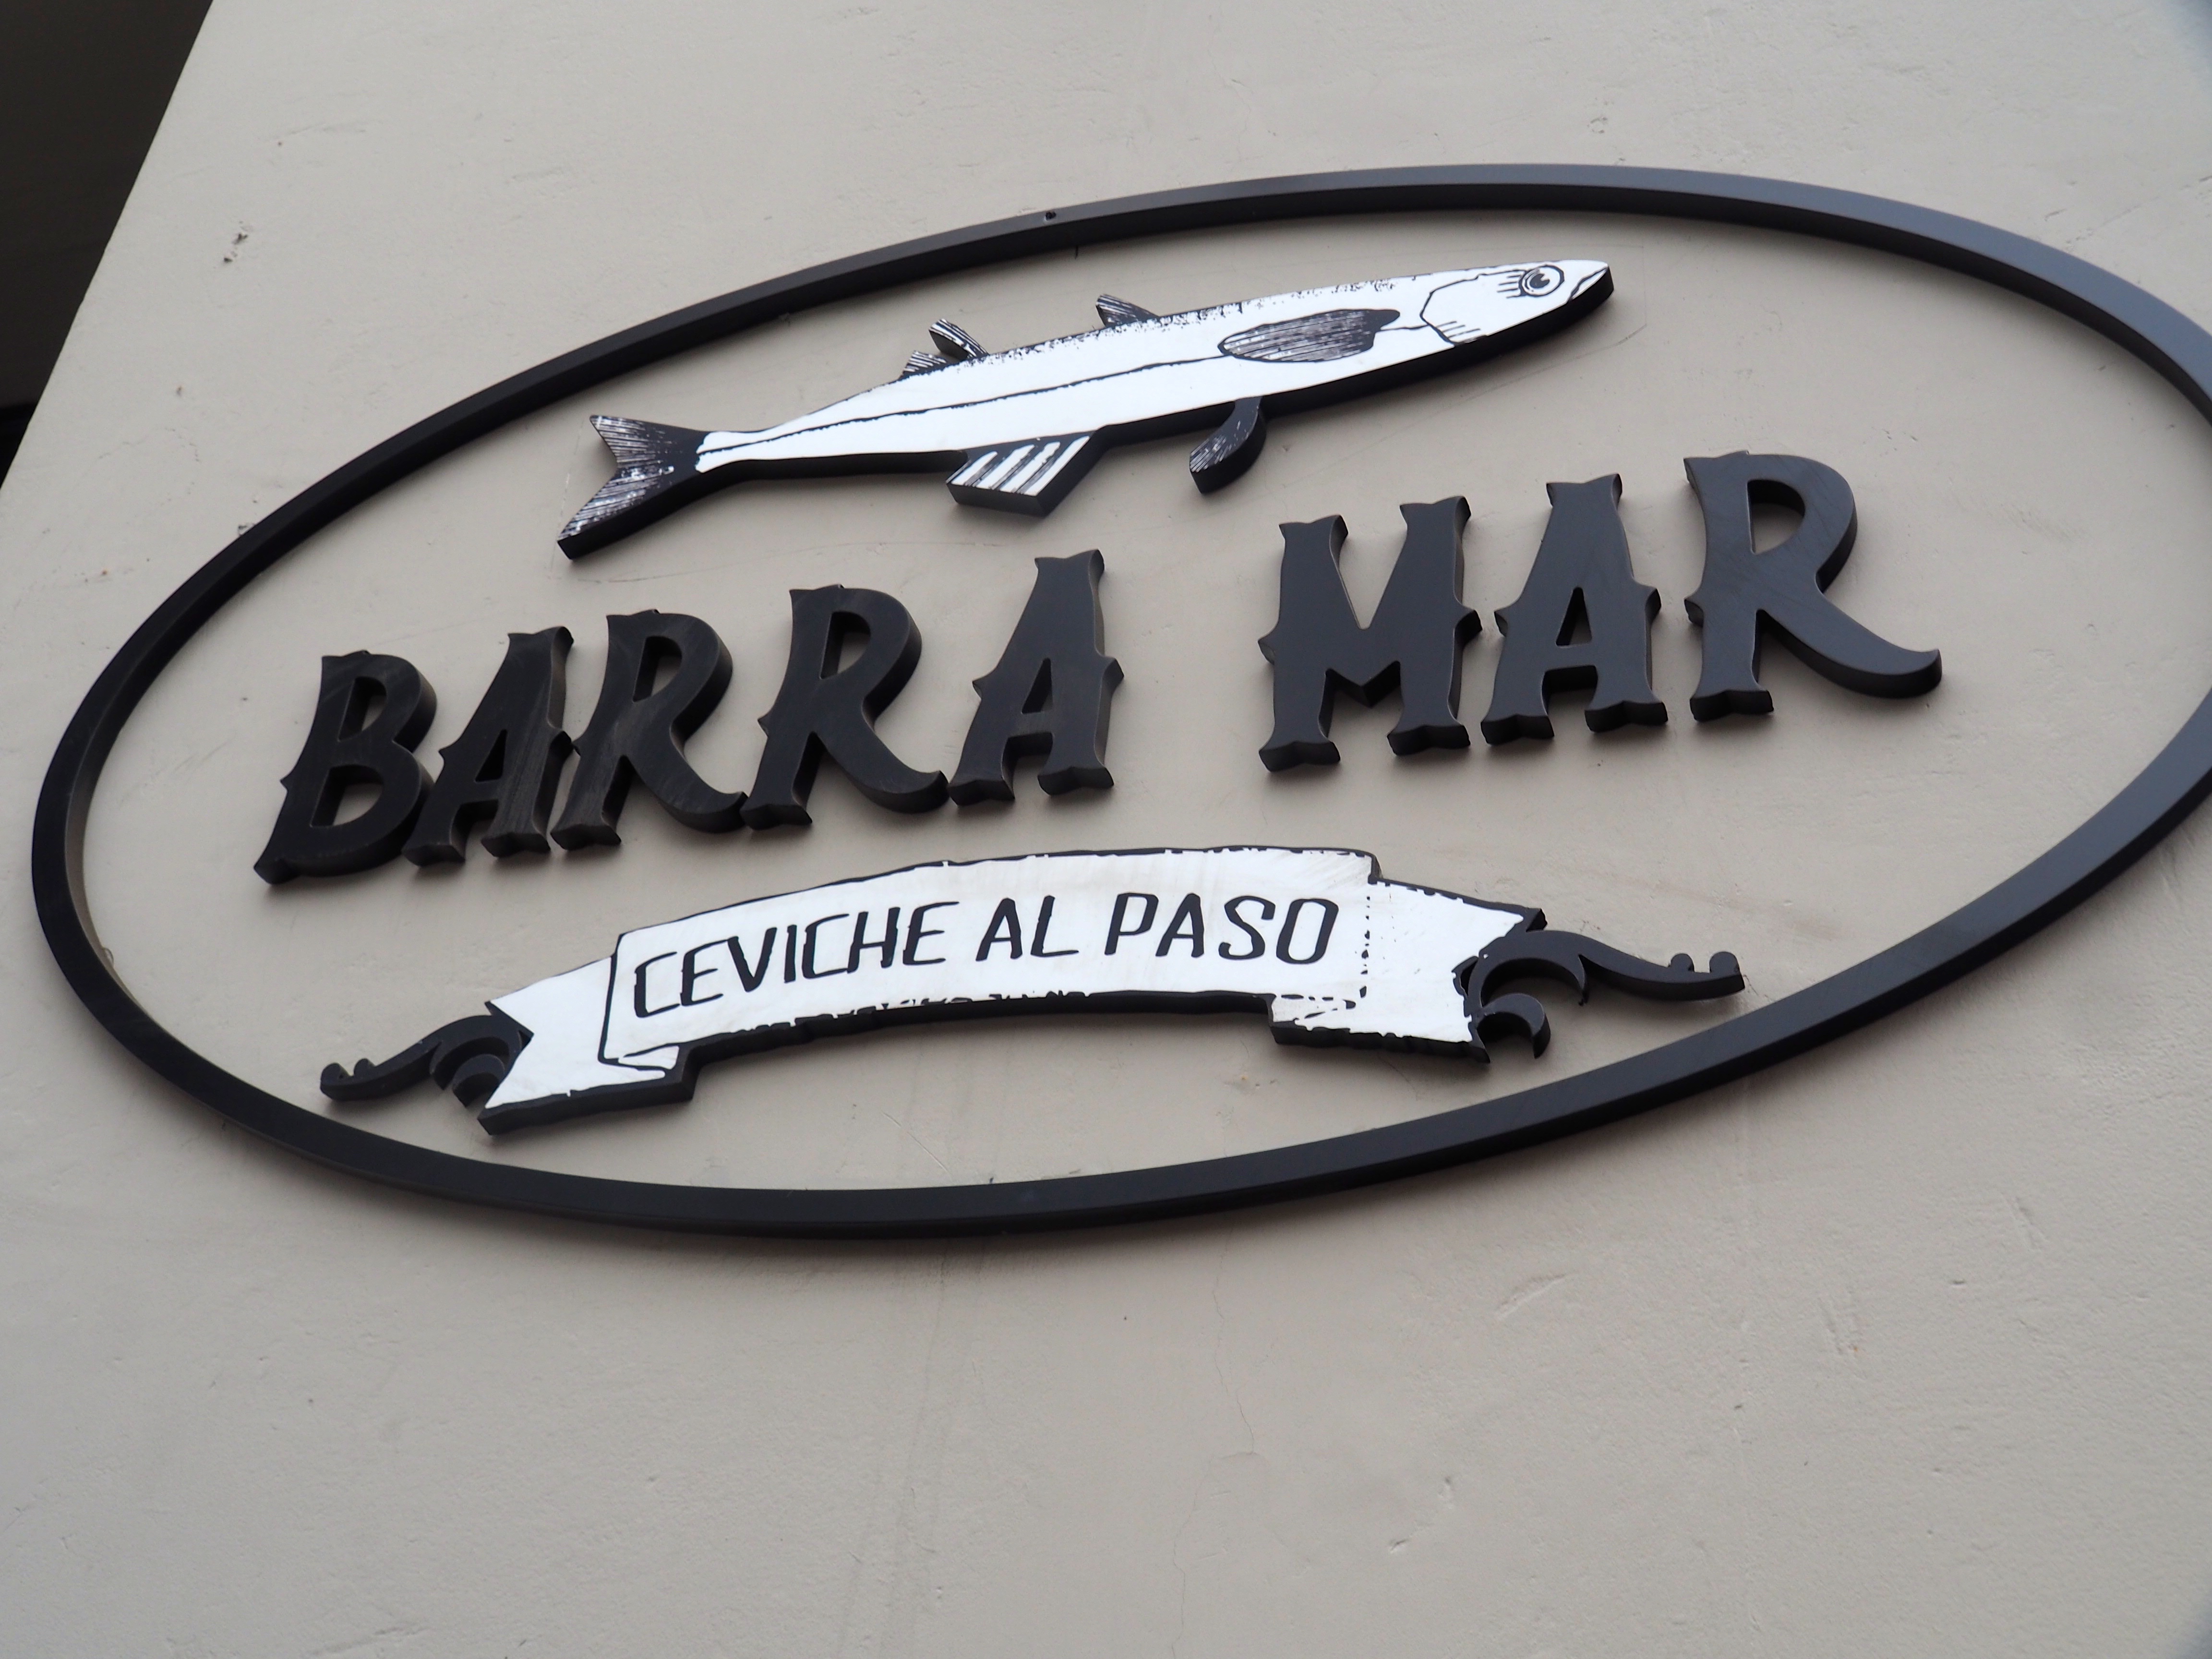 BARRA MAR
CEVICHE AL PASO